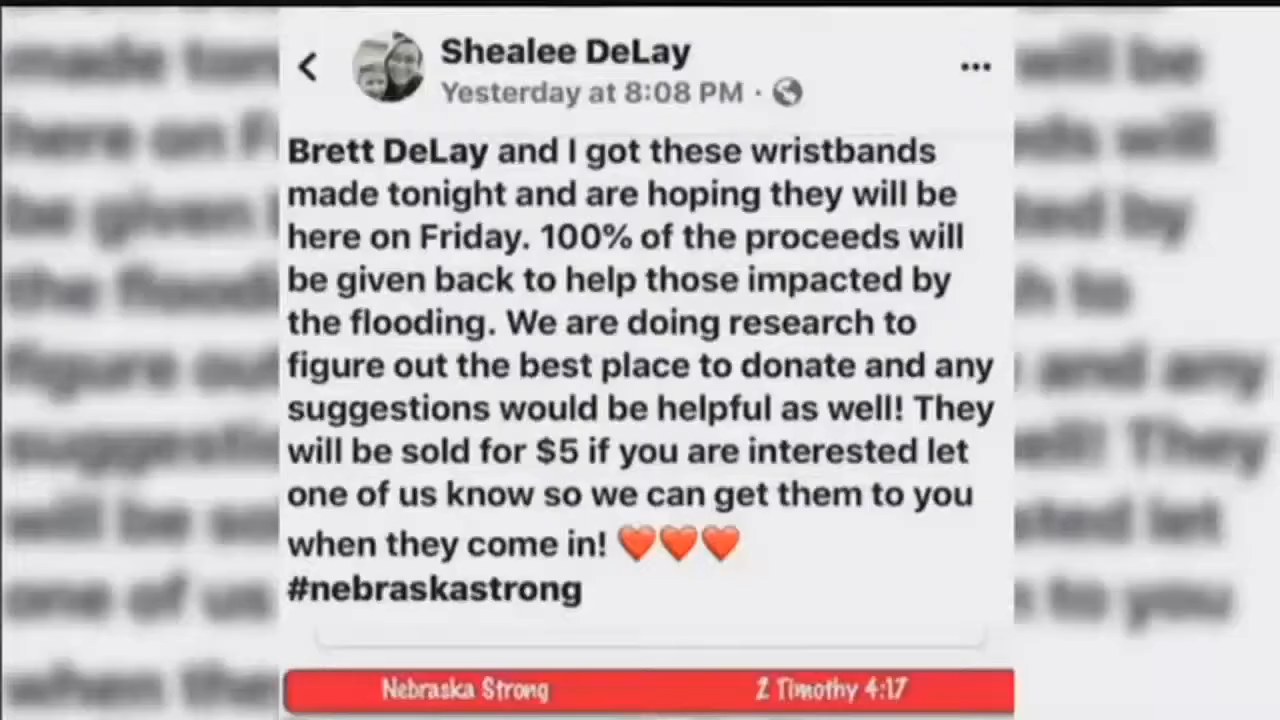 Shealee DeLay
Yesterday at 8:08 PM ·
Brett DeLay and I got these wristbands
made tonight and are hoping they will be
here on Friday. 100% of the proceeds will
be given back to help those impacted by
the flooding. We are doing research to
figure out the best place to donate and any
suggestions would be helpful as well! They
will be sold for $5 if you are interested let
one of us know so we can get them to you
when they come in! ❤️❤️❤️
#nebraskastrong
Nebraska Strong 2 Timothy 4:17